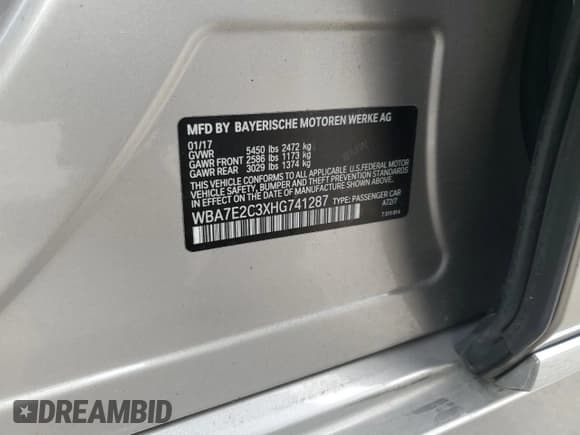 MFD BY BAYERISCHE MOTOREN WERKE AG
01/17
GVWR 5450 lbs 2472 kg
GAWR FRONT 2586 lbs 1173 kg
GAWR REAR 3029 lbs 1374 kg
THIS VEHICLE CONFORMS TO ALL APPLICABLE U.S.FEDERAL MOTOR
VEHICLE SAFETY, BUMPER, AND THEFT PREVENTION
STANDARDS IN EFFECT ON THE DATE OF MANUFACTURE SHOWN ABOVE.
WBA7E2C3XHG741287 TYPE: PASSENGER CAR
DREAMBID